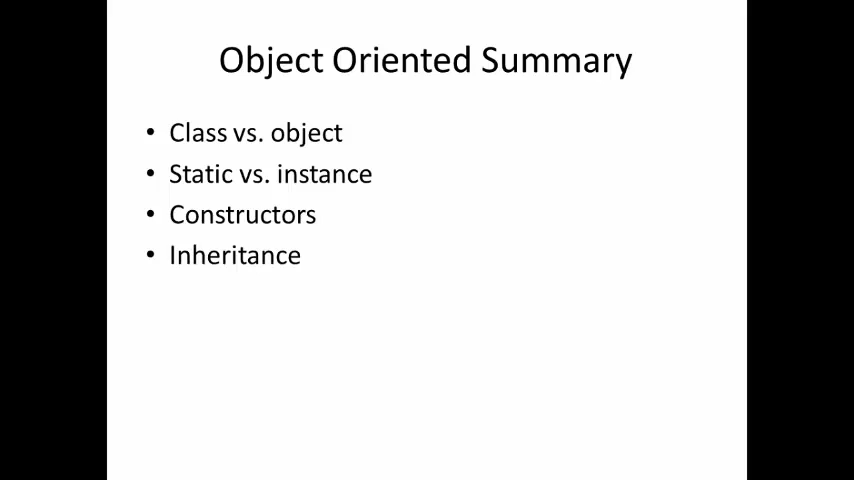 Object Oriented Summary
• Class vs. object
• Static vs. instance
• Constructors
• Inheritance